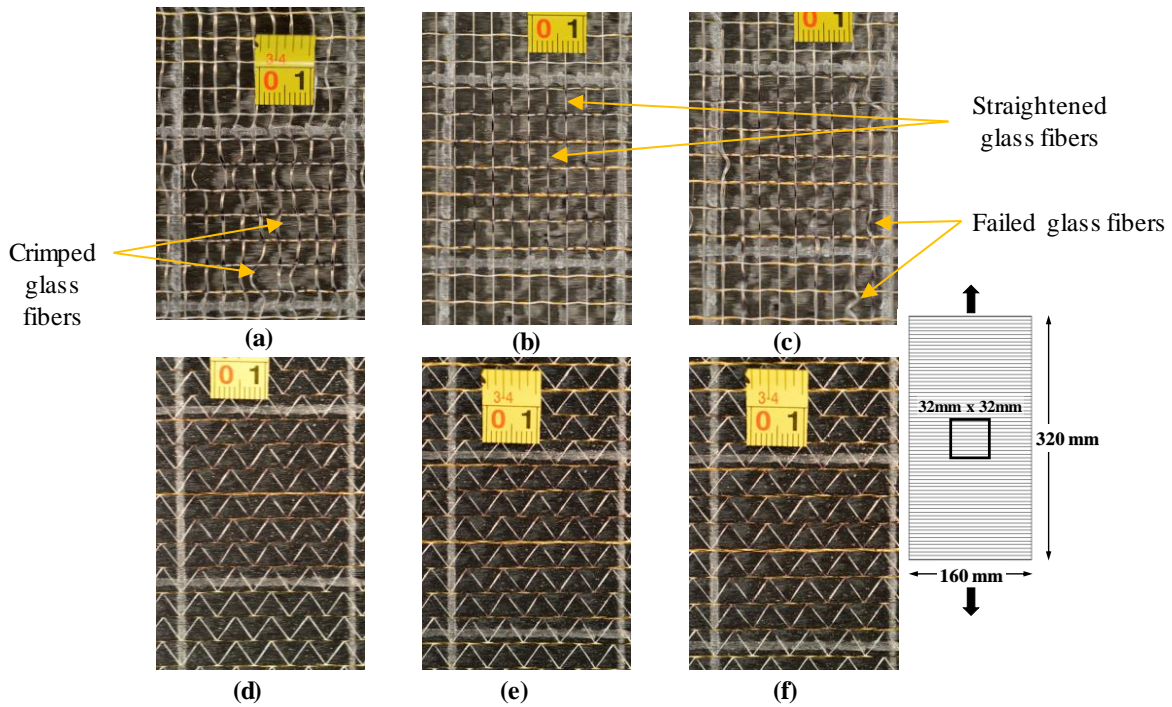 3-4
0 1
0 1
0 1
Straightened
glass fibers
Failed glass fibers
Crimped
glass
fibers
(a)
(b)
(c)
0 1
3-4
0 1
3-4
0 1
32mm x 32mm
320 mm
160 mm
(d)
(e)
(f)